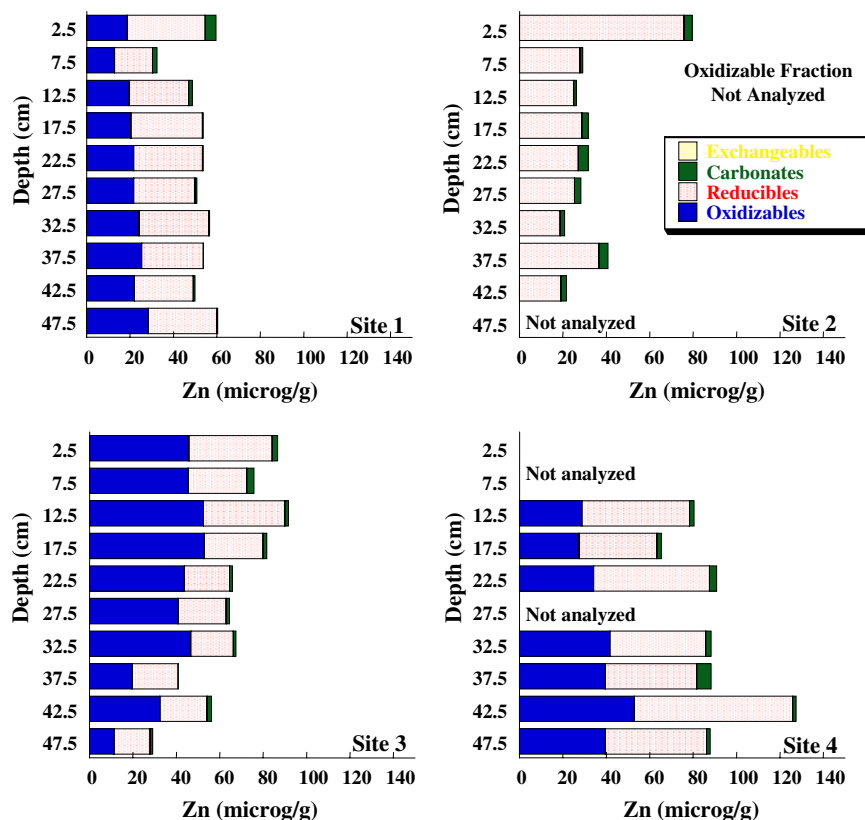 2.5
7.5
12.5
17.5
22.5
27.5
32.5
37.5
42.5
47.5
Depth (cm)
Site 1
0 20 40 60 80 100 120 140
Zn (microg/g)
2.5
7.5
12.5
17.5
22.5
27.5
32.5
37.5
42.5
47.5
Depth (cm)
Oxidizable Fraction
Not Analyzed
Exchangeables
Carbonates
Reducibles
Oxidizables
Not analyzed
Site 2
0 20 40 60 80 100 120 140
Zn (microg/g)
2.5
7.5
12.5
17.5
22.5
27.5
32.5
37.5
42.5
47.5
Depth (cm)
Site 3
0 20 40 60 80 100 120 140
Zn (microg/g)
2.5
7.5
12.5
17.5
22.5
27.5
32.5
37.5
42.5
47.5
Depth (cm)
Not analyzed
Not analyzed
Site 4
0 20 40 60 80 100 120 140
Zn (microg/g)